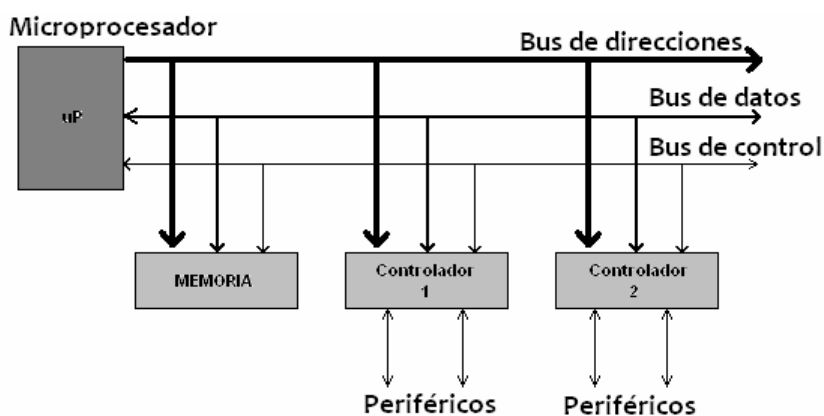 Microprocesador
Bus de direcciones
uP
Bus de datos
Bus de control
MEMORIA
Controlador
1
Controlador
2
Periféricos
Periféricos